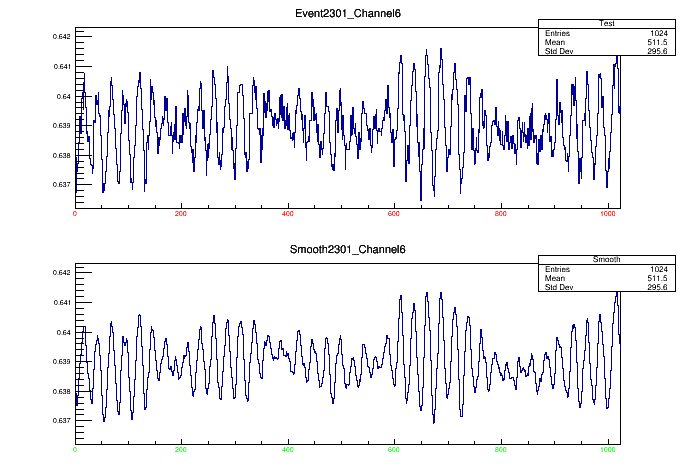 Event2301_Channel6
Test
Entries 1024
Mean 511.5
Std Dev 295.6
0.642
0.641
0.64
0.639
0.638
0.637
0 200 400 600 800 1000
Smooth2301_Channel6
Smooth
Entries 1024
Mean 511.5
Std Dev 295.6
0.642
0.641
0.64
0.639
0.638
0.637
0 200 400 600 800 1000